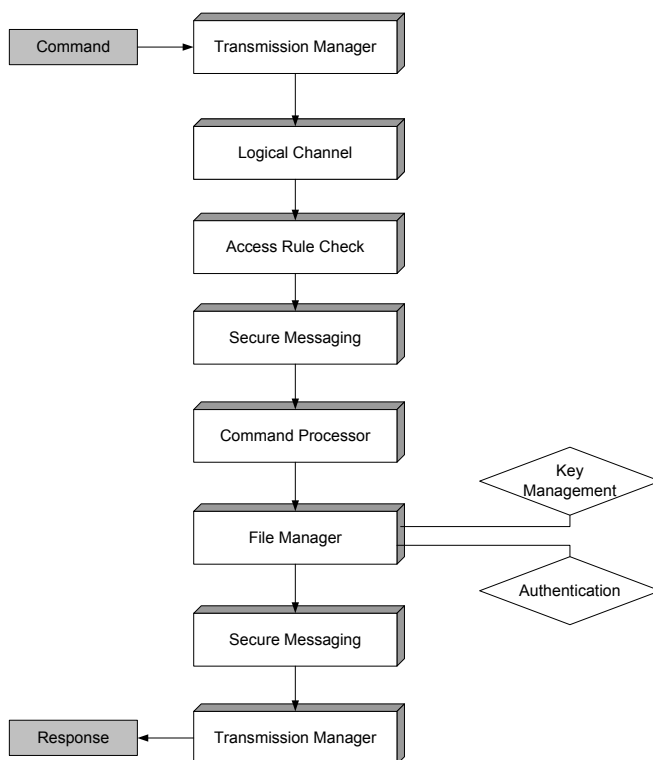 Command
Transmission Manager
Logical Channel
Access Rule Check
Secure Messaging
Command Processor
Key
Management
File Manager
Authentication
Secure Messaging
Response
Transmission Manager